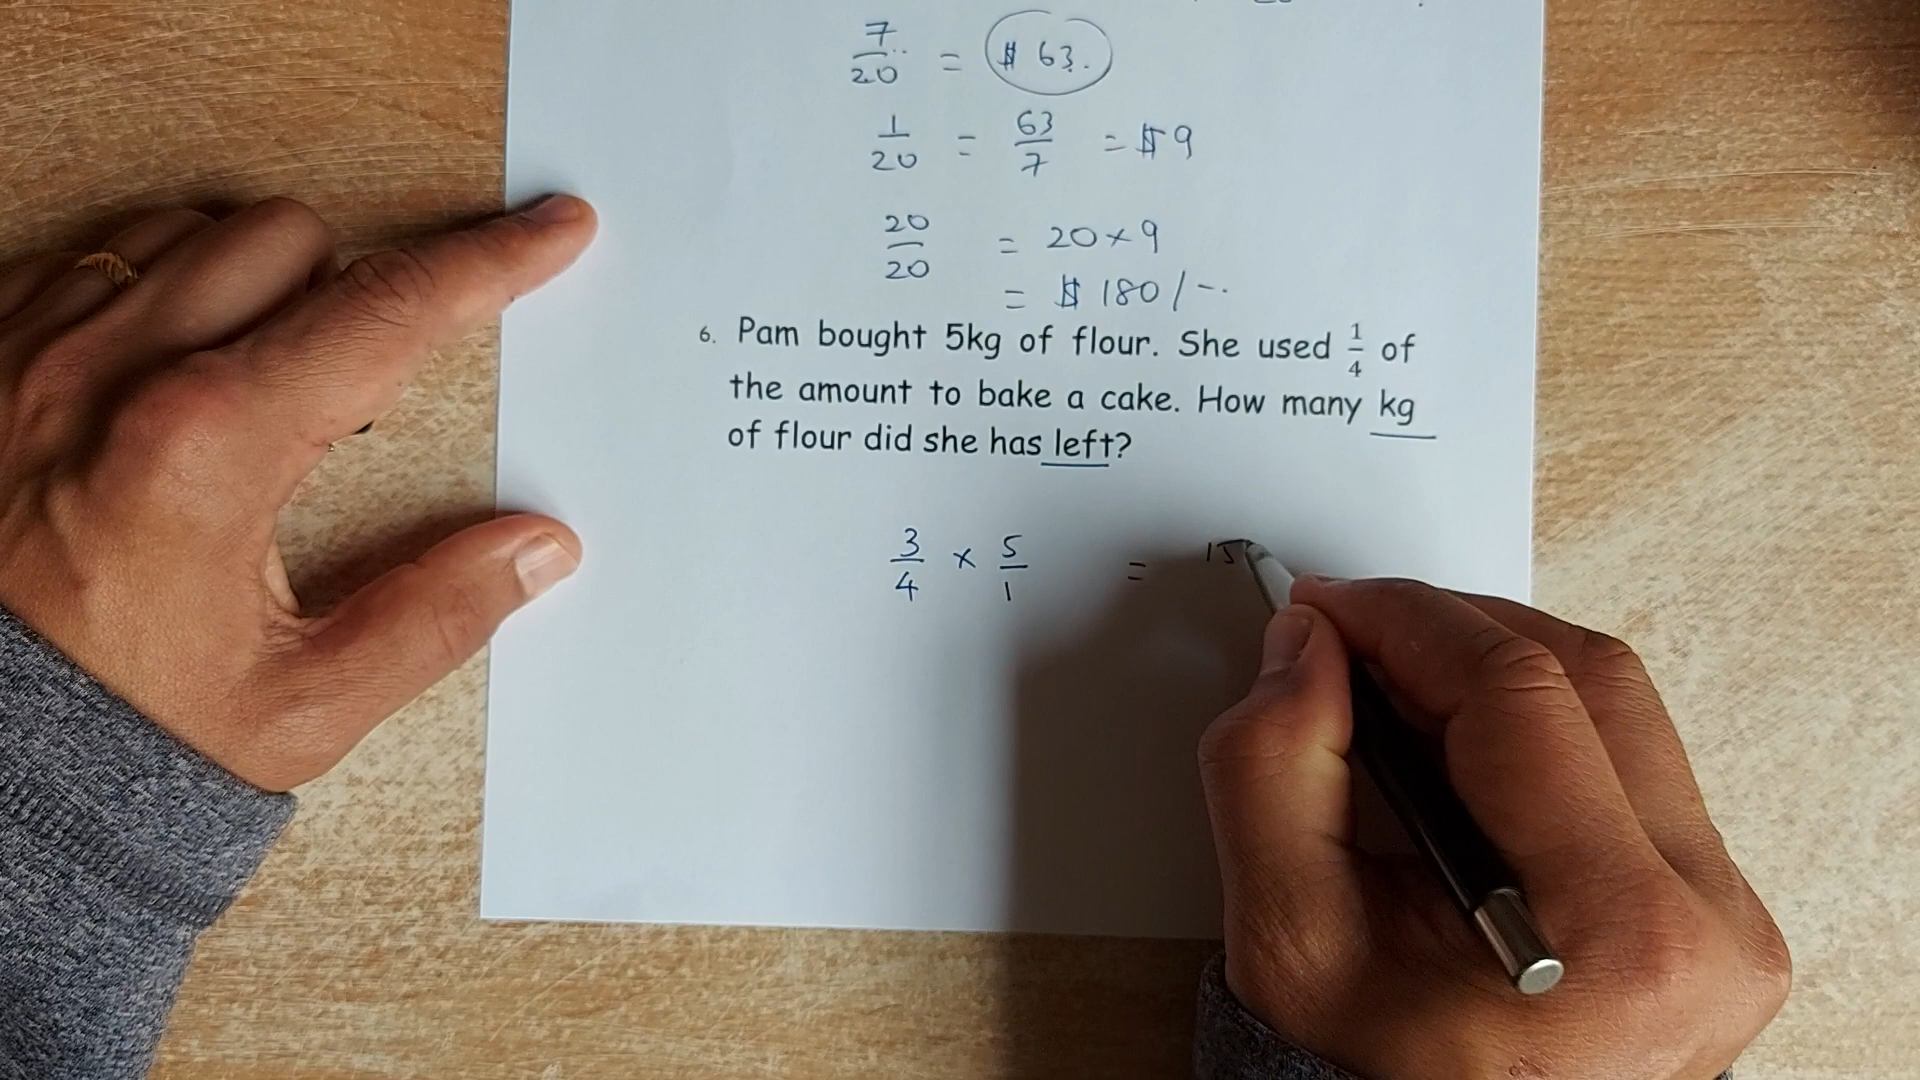 7/20 = $ 63.
1/20 = 63/7 = $ 9
20/20 = 20 × 9
= $ 180/-.
6. Pam bought 5kg of flour. She used 1/4 of
the amount to bake a cake. How many kg
of flour did she has left?
3/4 × 5/1 = 15